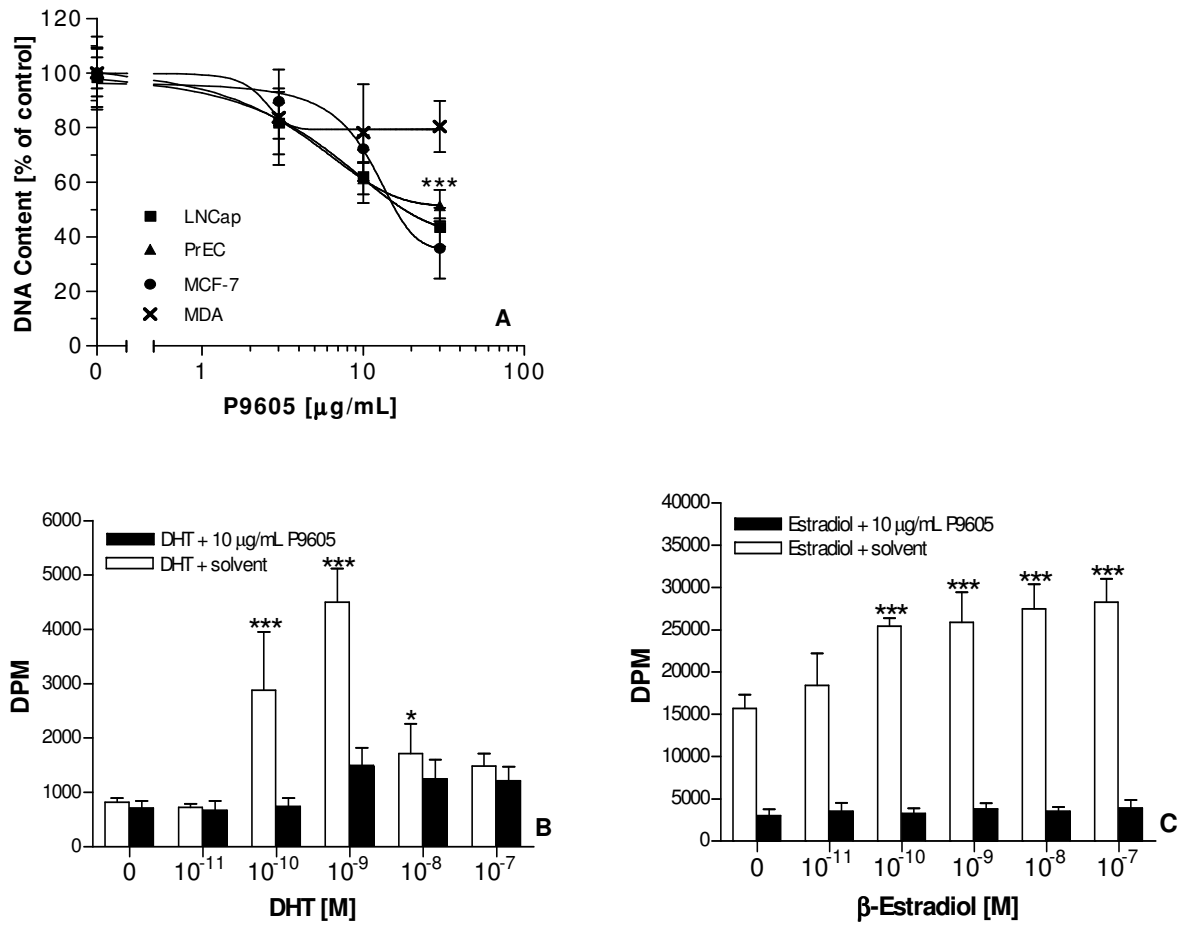 120
100
80
60
40
20
0
DNA Content [% of control]
***
LNCap
PrEC
MCF-7
MDA
A
0 1 10 100
P9605 [µg/mL]
6000
5000
4000
3000
2000
1000
0
DPM
DHT + 10 µg/mL P9605
DHT + solvent
***
***
*
B
0 10⁻¹¹ 10⁻¹⁰ 10⁻⁹ 10⁻⁸ 10⁻⁷
DHT [M]
40000
35000
30000
25000
20000
15000
10000
5000
0
DPM
Estradiol + 10 µg/mL P9605
Estradiol + solvent
*** *** *** ***
C
0 10⁻¹¹ 10⁻¹⁰ 10⁻⁹ 10⁻⁸ 10⁻⁷
β-Estradiol [M]